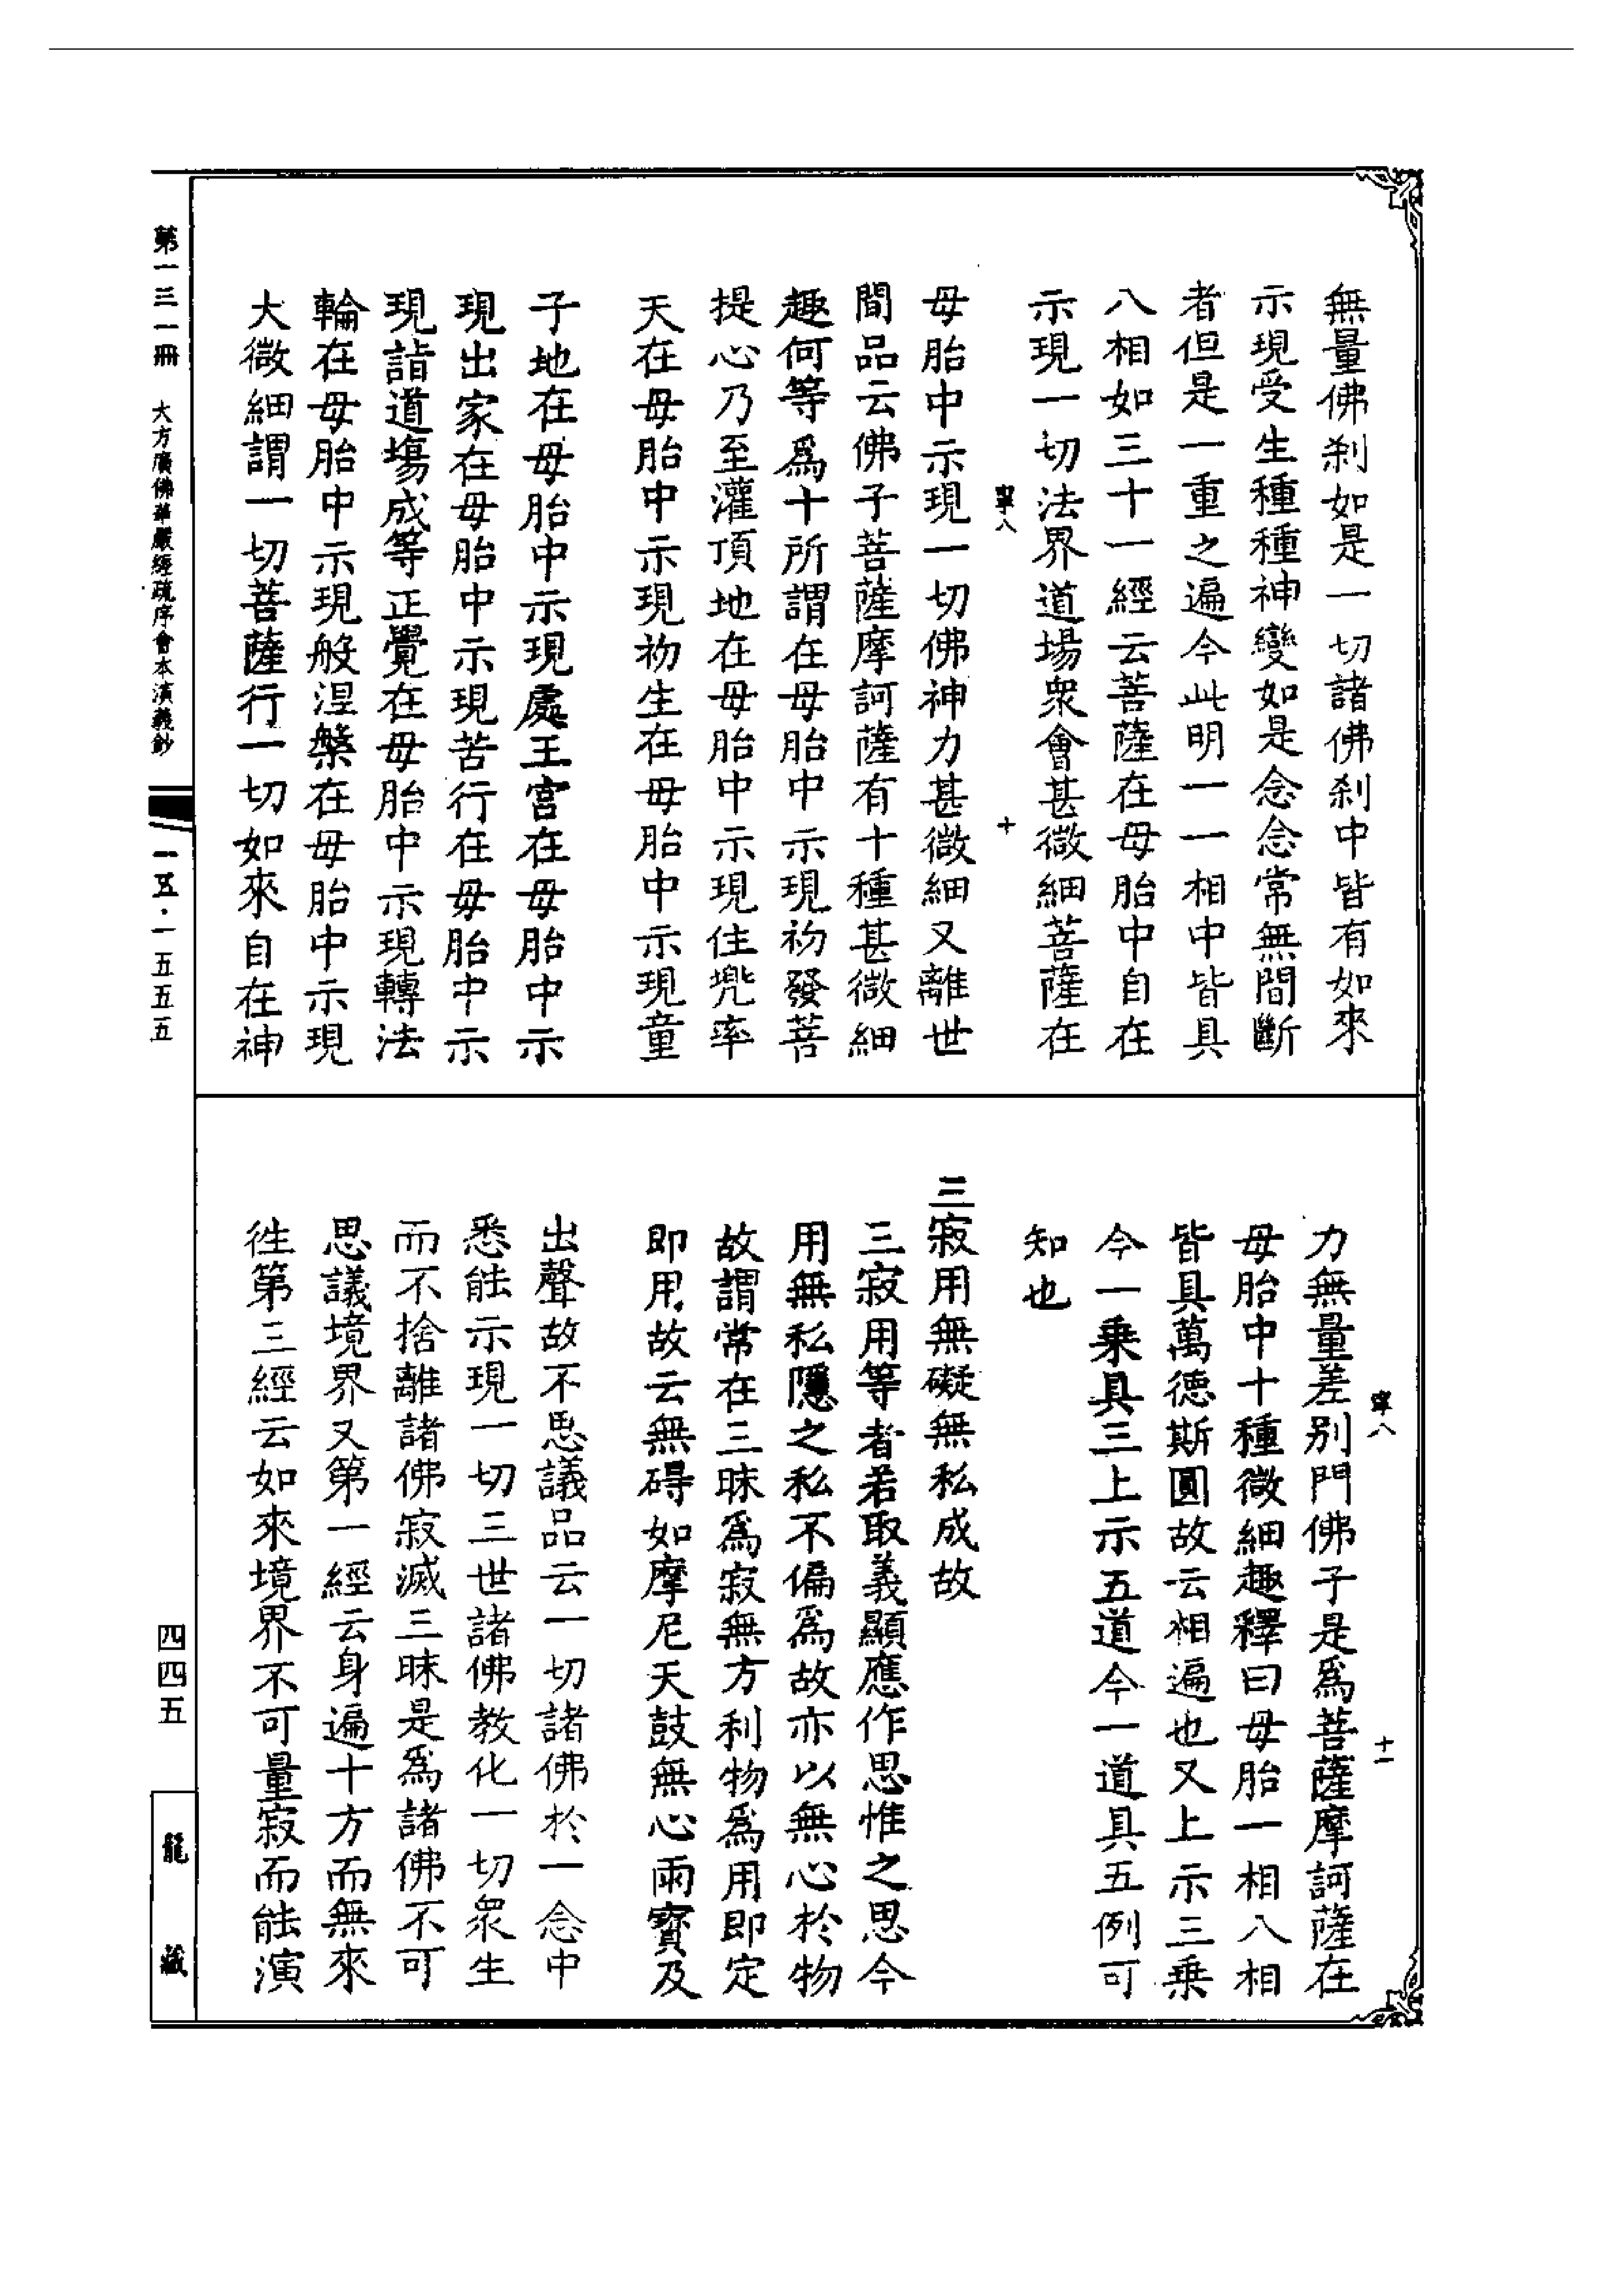 無量佛刹如是一切諸佛刹中皆有如來
示現受生種種神變如是念念常無間斷
者但是一重之遍今此明一一相中皆具
八相如三十一經云菩薩在母胎中自在
示現一切法界道場衆會甚微細菩薩在
寧八 十
母胎中示現一切佛神力甚微細又離世
間品云佛子菩薩摩訶薩有十種甚微細
趣何等爲十所謂在母胎中示現初發菩
提心乃至灌頂地在母胎中示現住兜率
天在母胎中示現初生在母胎中示現童
子地在母胎中示現處王宮在母胎中示
現出家在母胎中示現苦行在母胎中示
現詣道場成等正覺在母胎中示現轉法
輪在母胎中示現般涅槃在母胎中示現
大微細謂一切菩薩行一切如來自在神
寧八 十一
力無量差别門佛子是爲菩薩摩訶薩在
母胎中十種微細趣釋曰母胎一相八相
皆具萬德斯圓故云相遍也又上示三乗
今一乗具三上示五道今一道具五例可
知也
三寂用無礙無私成故
三寂用等者若取義顯應作思惟之思今
用無私隱之私不偏爲故亦以無心於物
故謂常在三昧爲寂無方利物爲用即定
即用故云無碍如摩尼天鼓無心雨寳及
出聲故不思議品云一切諸佛於一念中
悉能示現一切三世諸佛教化一切衆生
而不捨離諸佛寂滅三昧是爲諸佛不可
思議境界又第一經云身遍十方而無來
徃第三經云如來境界不可量寂而能演
第一三一冊 大方廣佛華嚴經疏序會本演義鈔 一五·一五五五
四四五
龍藏